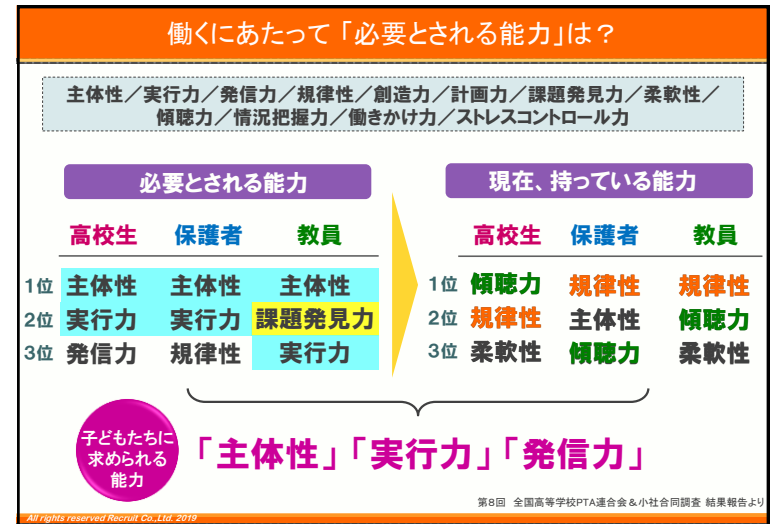 働くにあたって「必要とされる能力」は？
主体性／実行力／発信力／規律性／創造力／計画力／課題発見力／柔軟性／
傾聴力／情況把握力／働きかけ力／ストレスコントロール力
必要とされる能力
高校生 保護者 教員
1位 主体性 主体性 主体性
2位 実行力 実行力 課題発見力
3位 発信力 規律性 実行力
現在、持っている能力
高校生 保護者 教員
1位 傾聴力 規律性 規律性
2位 規律性 主体性 傾聴力
3位 柔軟性 傾聴力 柔軟性
子どもたちに
求められる
能力
「主体性」「実行力」「発信力」
第8回 全国高等学校PTA連合会＆小社合同調査 結果報告より
All rights reserved Recruit Co.,Ltd. 2019